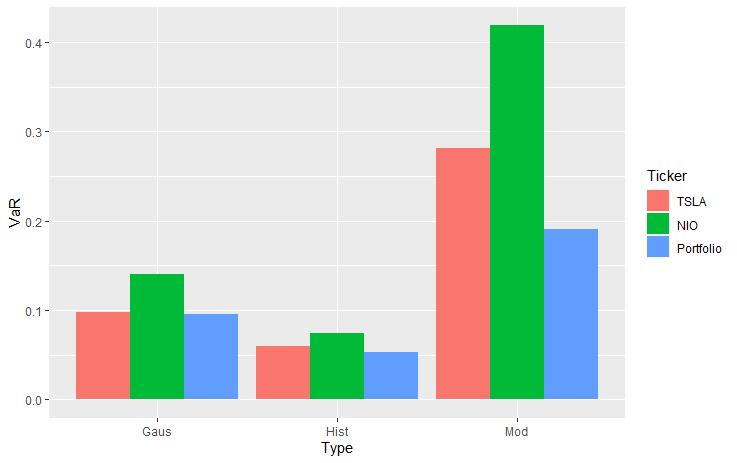 0.4
0.3
0.2
0.1
0.0
VaR
Gaus Hist Mod
Type
Ticker
TSLA
NIO
Portfolio